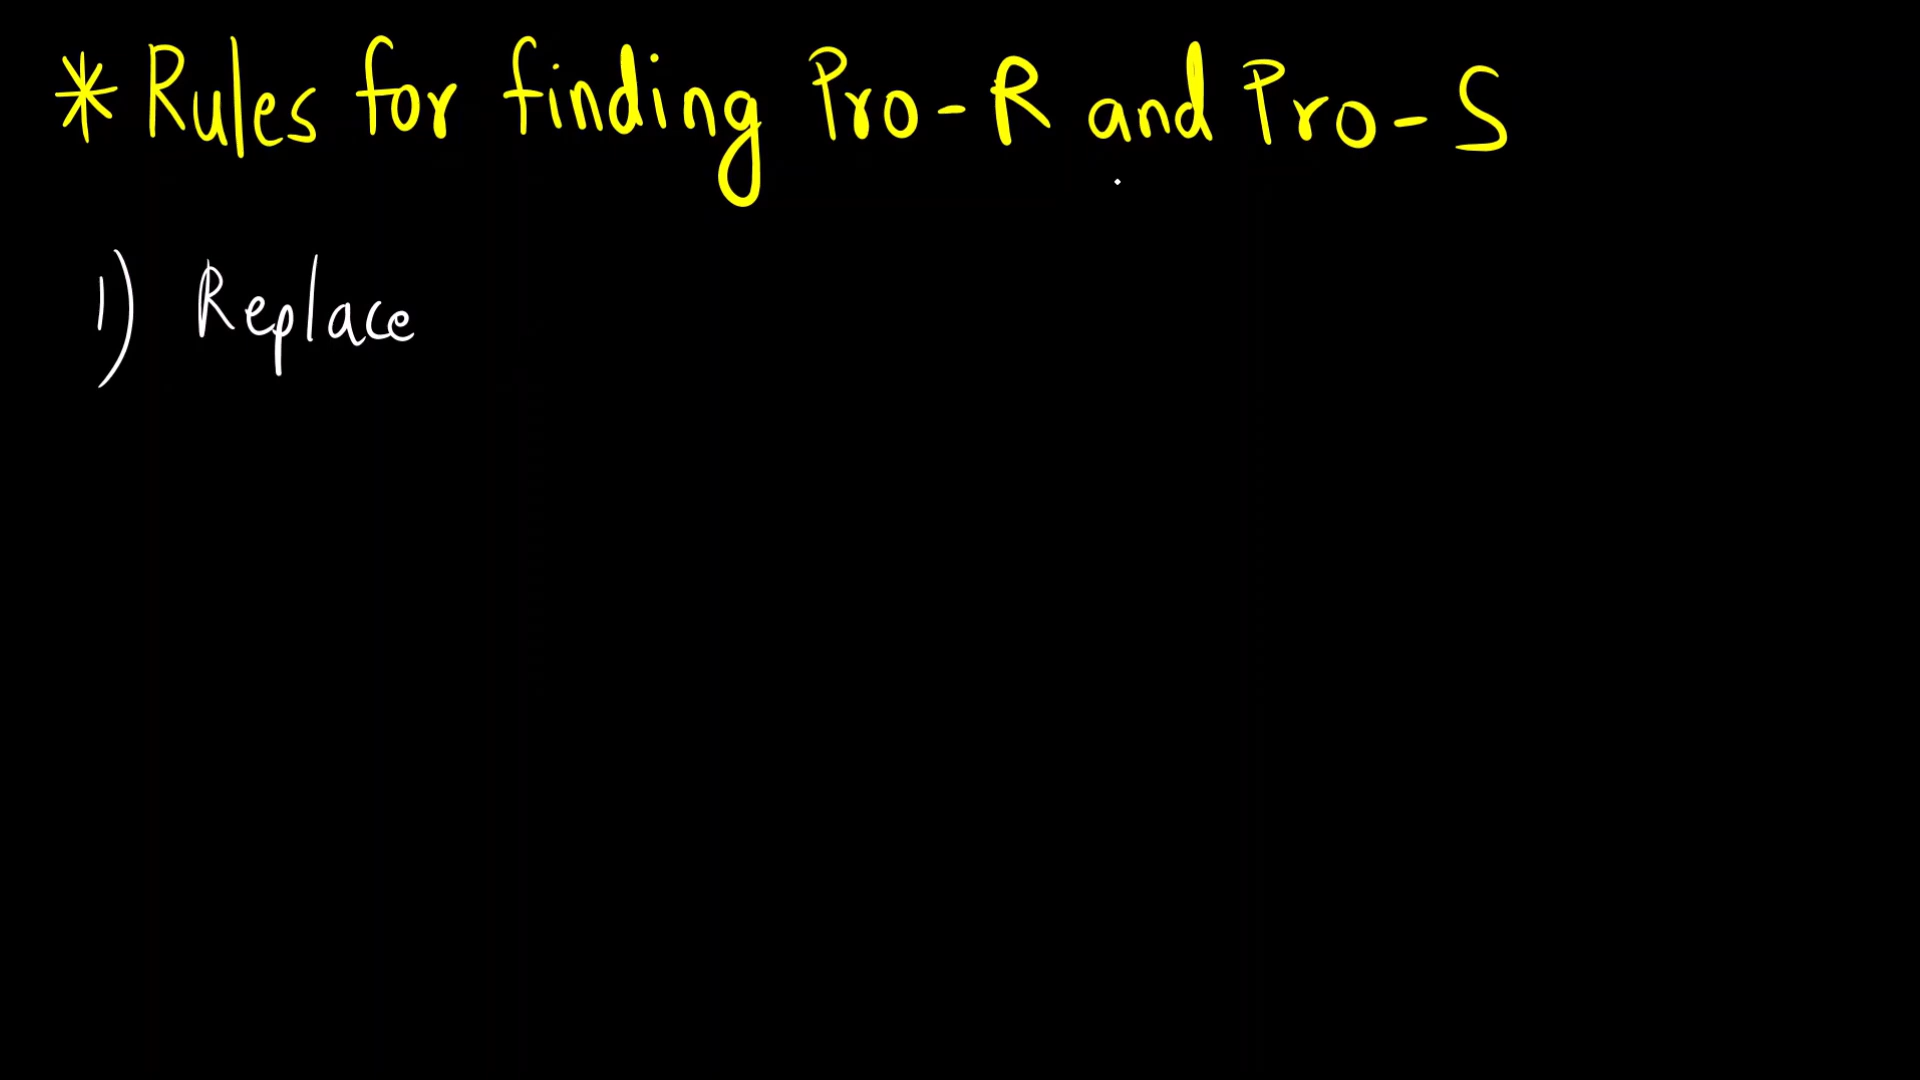 * Rules for finding Pro-R and Pro-S
1) Replace